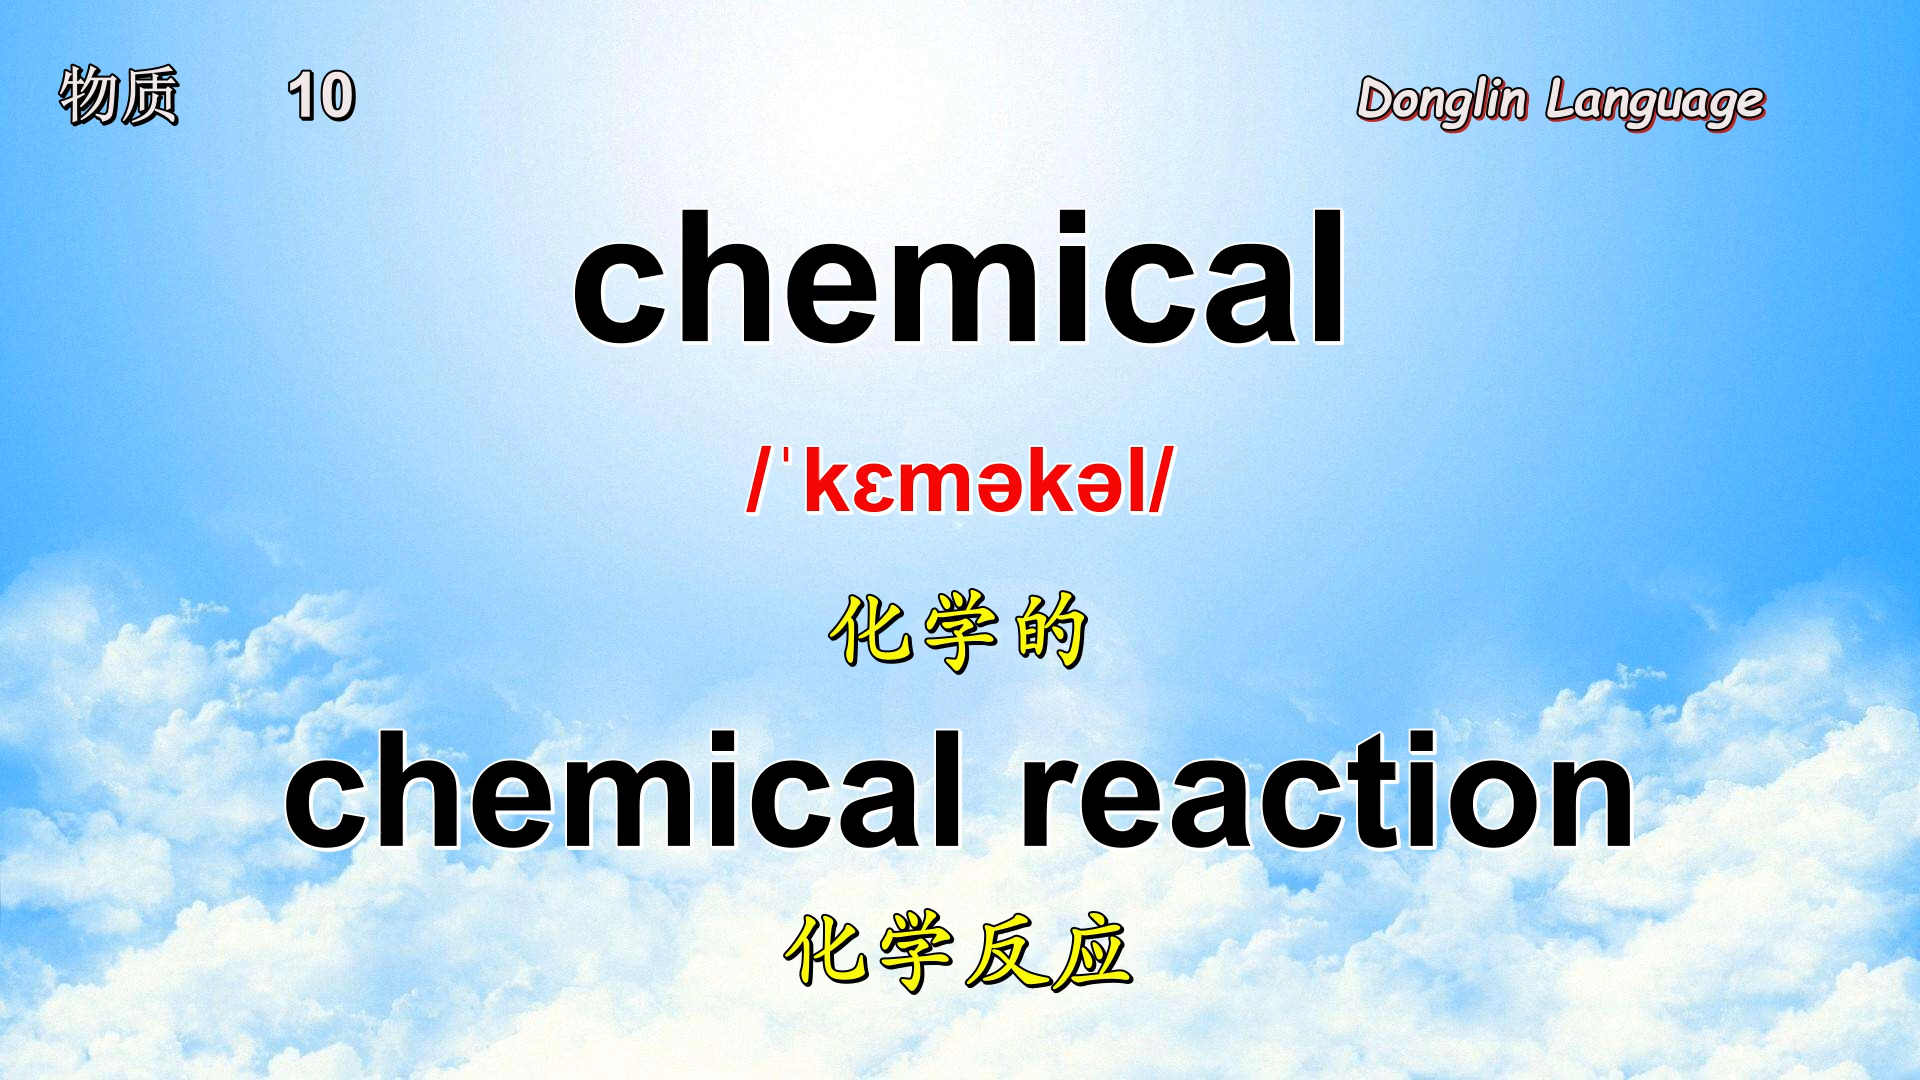 物质 10 Donglin Language
chemical
/ˈkɛməkəl/
化学的
chemical reaction
化学反应